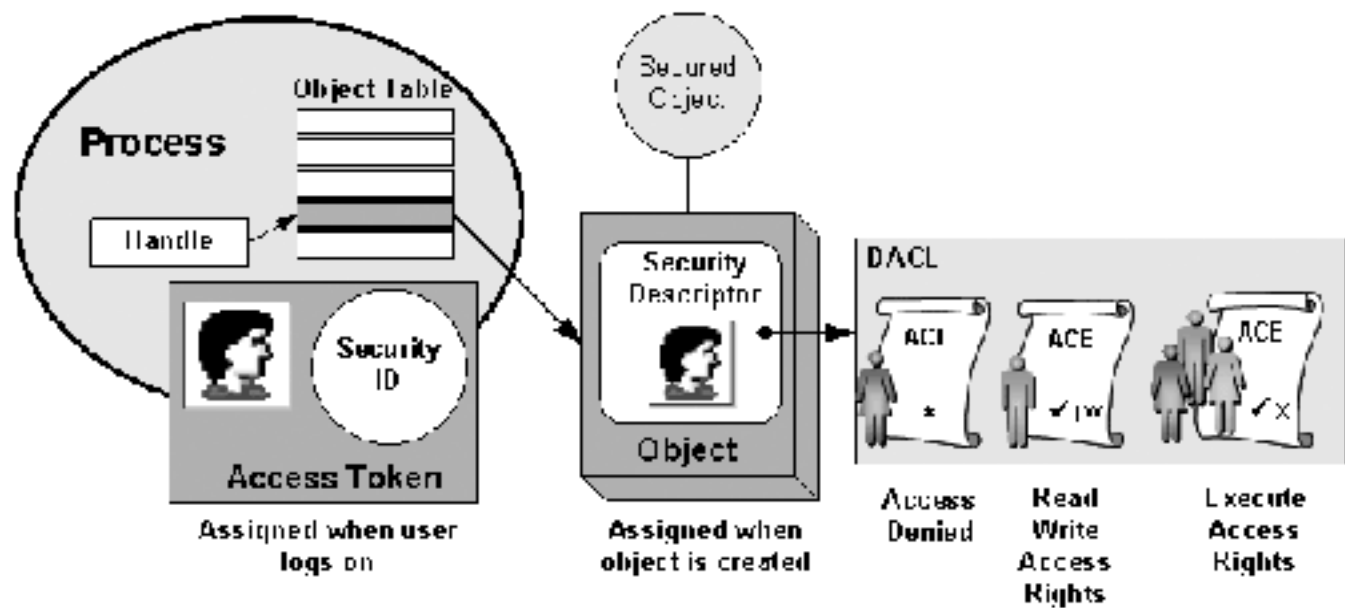 Process
Object Table
Handle
Security
ID
Access Token
Assigned when user
logs on
Secured
Object
Security
Descriptor
Object
Assigned when
object is created
DACL
ACE
*
ACE
✓rw
ACE
✓x
Access
Denied
Read
Write
Access
Rights
Execute
Access
Rights